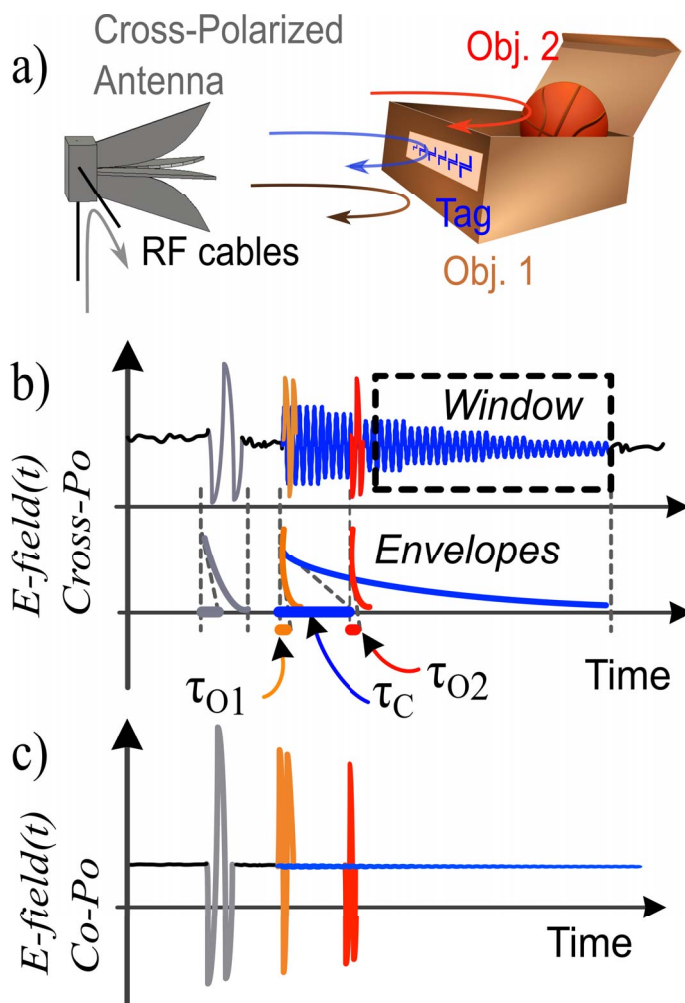 a)
Cross-Polarized
Antenna
Obj. 2
RF cables
Tag
Obj. 1
b)
Window
E-field(t)
Cross-Po
Envelopes
τO1
τC
τO2
Time
c)
E-field(t)
Co-Po
Time